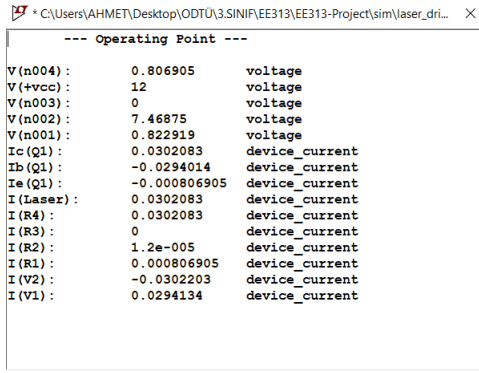 * C:\Users\AHMET\Desktop\ODTÜ\3.SINIF\EE313\EE313-Project\sim\laser_dri...
--- Operating Point ---
V(n004): 0.806905 voltage
V(+vcc): 12 voltage
V(n003): 0 voltage
V(n002): 7.46875 voltage
V(n001): 0.822919 voltage
Ic(Q1): 0.0302083 device_current
Ib(Q1): -0.0294014 device_current
Ie(Q1): -0.000806905 device_current
I(Laser): 0.0302083 device_current
I(R4): 0.0302083 device_current
I(R3): 0 device_current
I(R2): 1.2e-005 device_current
I(R1): 0.000806905 device_current
I(V2): -0.0302203 device_current
I(V1): 0.0294134 device_current